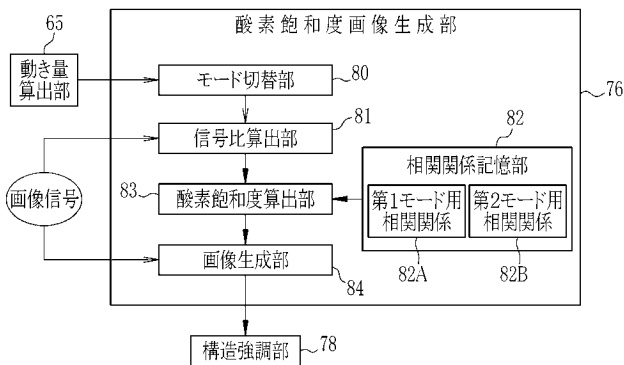 酸素飽和度画像生成部
65
動き量
算出部
モード切替部
80
76
81
信号比算出部
82
相関関係記憶部
画像信号
83
酸素飽和度算出部
第1モード用
相関関係
第2モード用
相関関係
画像生成部
84
82A
82B
構造強調部
78